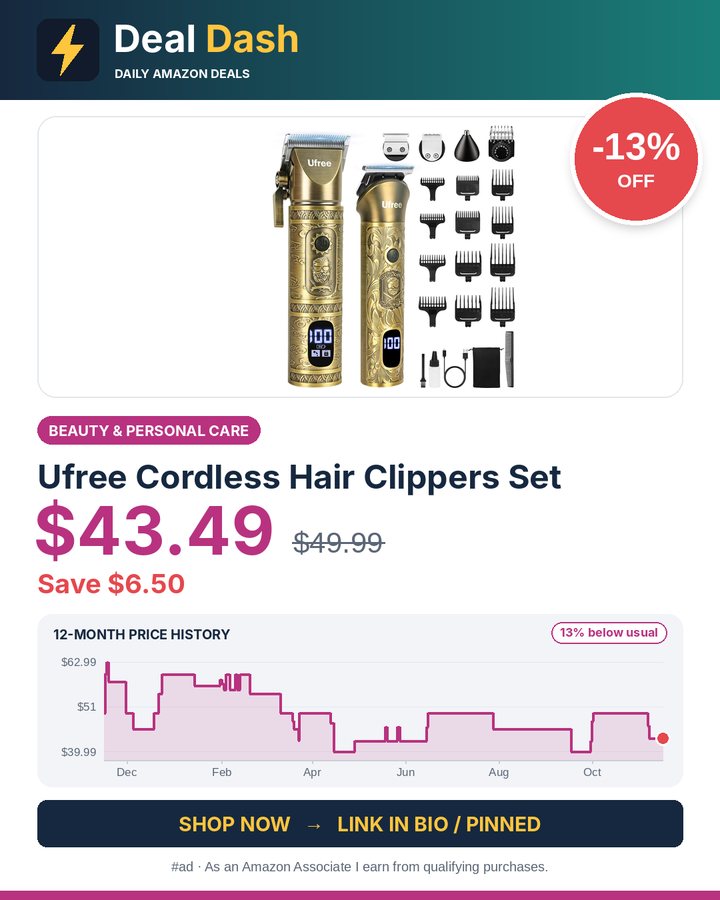 Deal Dash
DAILY AMAZON DEALS
-13%
OFF
Ufree
Ufree
BEAUTY & PERSONAL CARE
Ufree Cordless Hair Clippers Set
$43.49 $49.99
Save $6.50
12-MONTH PRICE HISTORY
13% below usual
$62.99
$51
$39.99
Dec Feb Apr Jun Aug Oct
SHOP NOW → LINK IN BIO / PINNED
#ad · As an Amazon Associate I earn from qualifying purchases.